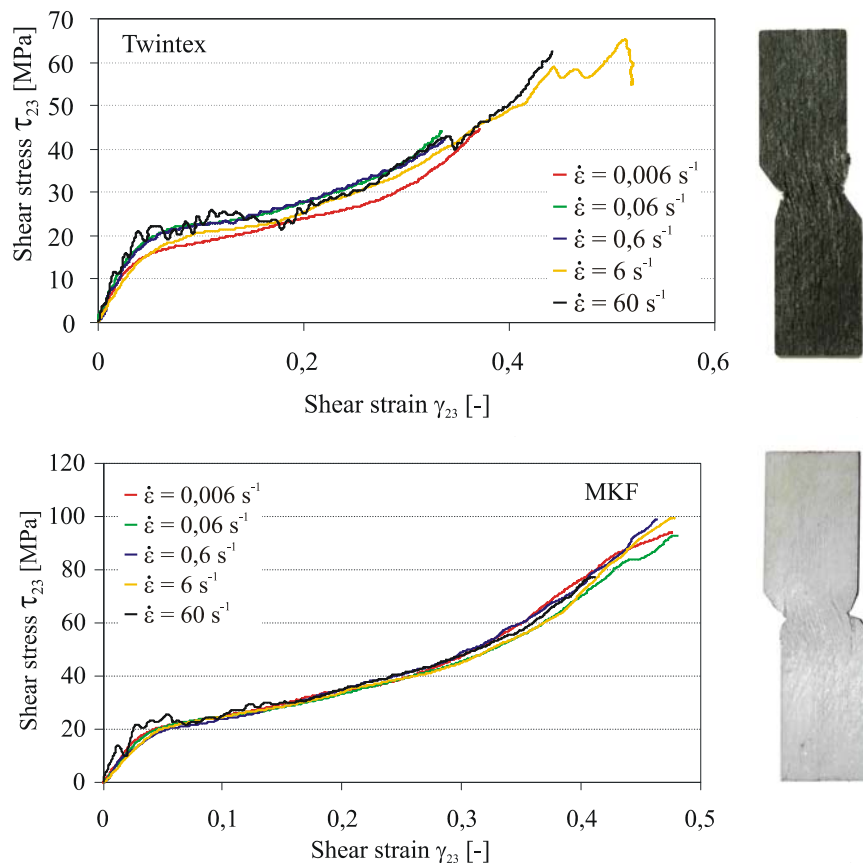 Twintex
Shear stress τ₂₃ [MPa]
70
60
50
40
30
20
10
0
ε̇ = 0,006 s⁻¹
ε̇ = 0,06 s⁻¹
ε̇ = 0,6 s⁻¹
ε̇ = 6 s⁻¹
ε̇ = 60 s⁻¹
0
0,2
0,4
0,6
Shear strain γ₂₃ [-]
MKF
Shear stress τ₂₃ [MPa]
120
100
80
60
40
20
0
ε̇ = 0,006 s⁻¹
ε̇ = 0,06 s⁻¹
ε̇ = 0,6 s⁻¹
ε̇ = 6 s⁻¹
ε̇ = 60 s⁻¹
0
0,1
0,2
0,3
0,4
0,5
Shear strain γ₂₃ [-]